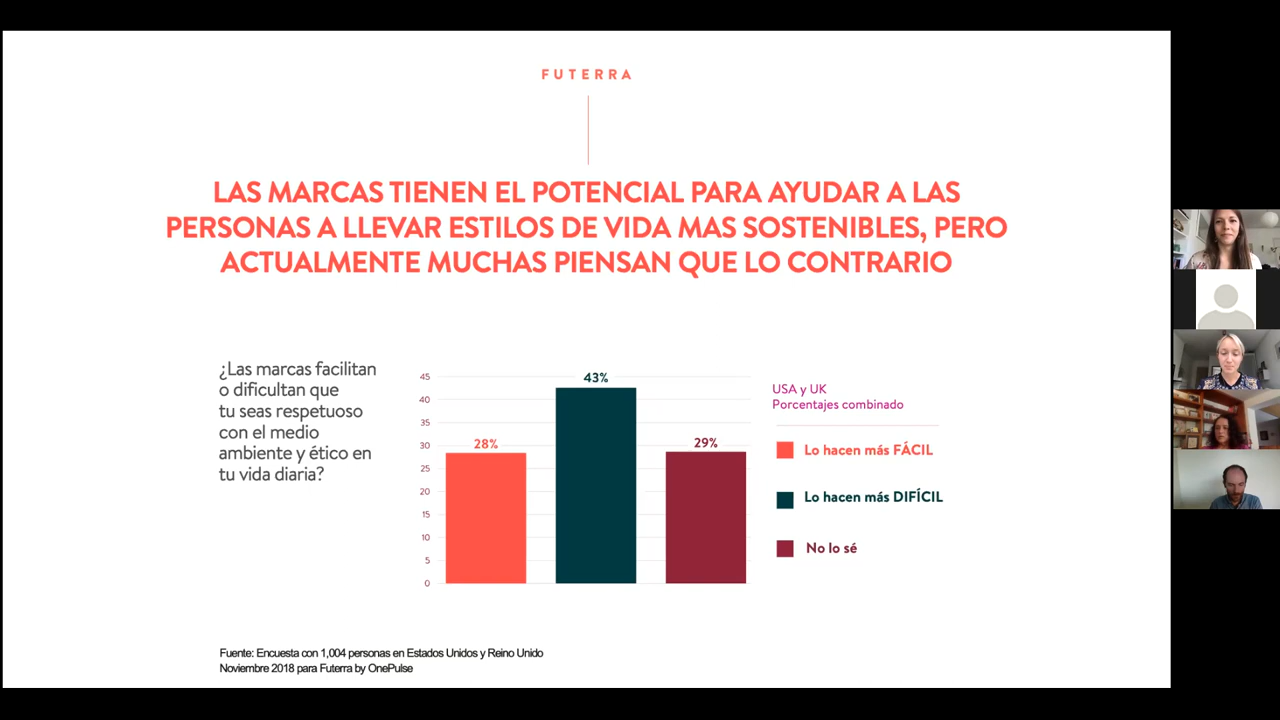 FUTERRA
LAS MARCAS TIENEN EL POTENCIAL PARA AYUDAR A LAS
PERSONAS A LLEVAR ESTILOS DE VIDA MAS SOSTENIBLES, PERO
ACTUALMENTE MUCHAS PIENSAN QUE LO CONTRARIO
¿Las marcas facilitan
o dificultan que
tu seas respetuoso
con el medio
ambiente y ético en
tu vida diaria?
45
40
35
30
25
20
15
10
5
0
28%
43%
29%
USA y UK
Porcentajes combinado
Lo hacen más FÁCIL
Lo hacen más DIFÍCIL
No lo sé
Fuente: Encuesta con 1,004 personas en Estados Unidos y Reino Unido
Noviembre 2018 para Futerra by OnePulse